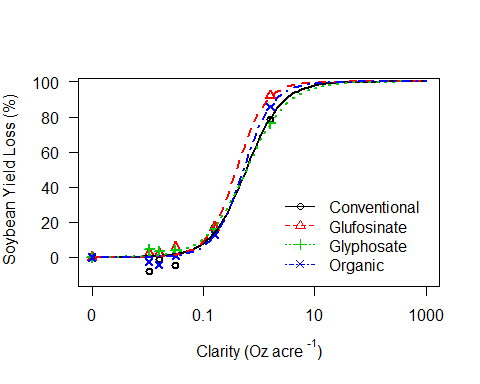 Soybean Yield Loss (%)
100
80
60
40
20
0
Conventional
Glufosinate
Glyphosate
Organic
0
0.1
10
1000
Clarity (Oz acre -1)